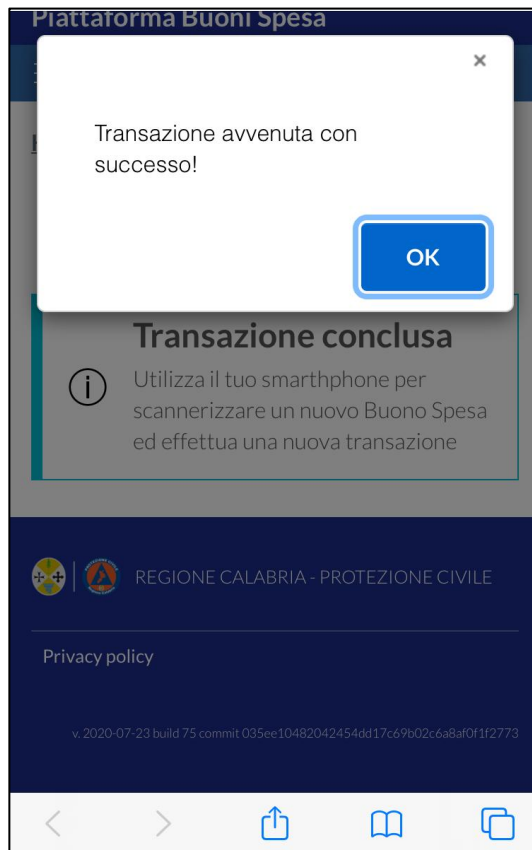 Piattaforma Buoni Spesa
×
Transazione avvenuta con
successo!
OK
Transazione conclusa
Utilizza il tuo smarthphone per
scannerizzare un nuovo Buono Spesa
ed effettua una nuova transazione
REGIONE CALABRIA - PROTEZIONE CIVILE
Privacy policy
v. 2020-07-23 build 75 commit 035ee10482042454dd17c69b02c6a8af0f1f2773